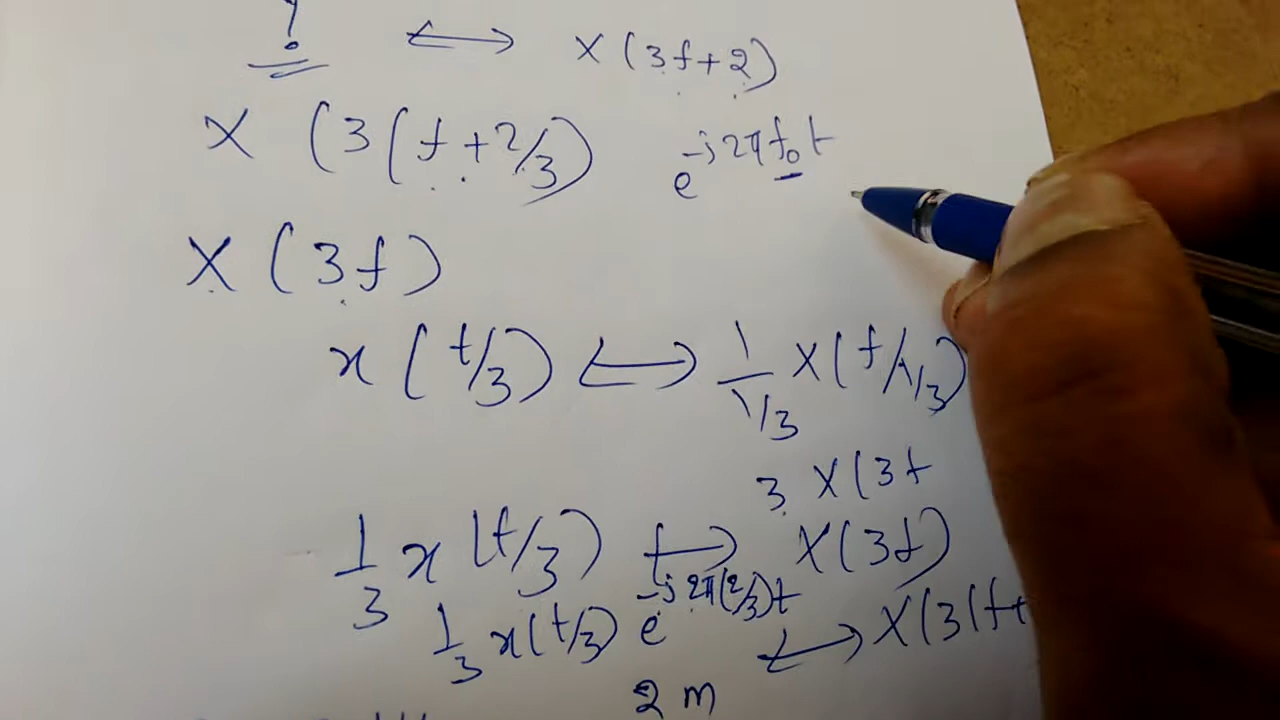 ? ⟷ X(3f+2)
X(3(f+2/3) e^-j2πf₀t
X(3f)
x(t/3) ⟷ 1/1/3 X(f/1/3)
3 X(3f
1/3 x(t/3) ⟷ X(3f)
1/3 x(t/3) e^-j2π(2/3)t ⟷ X(3(f+
2 m